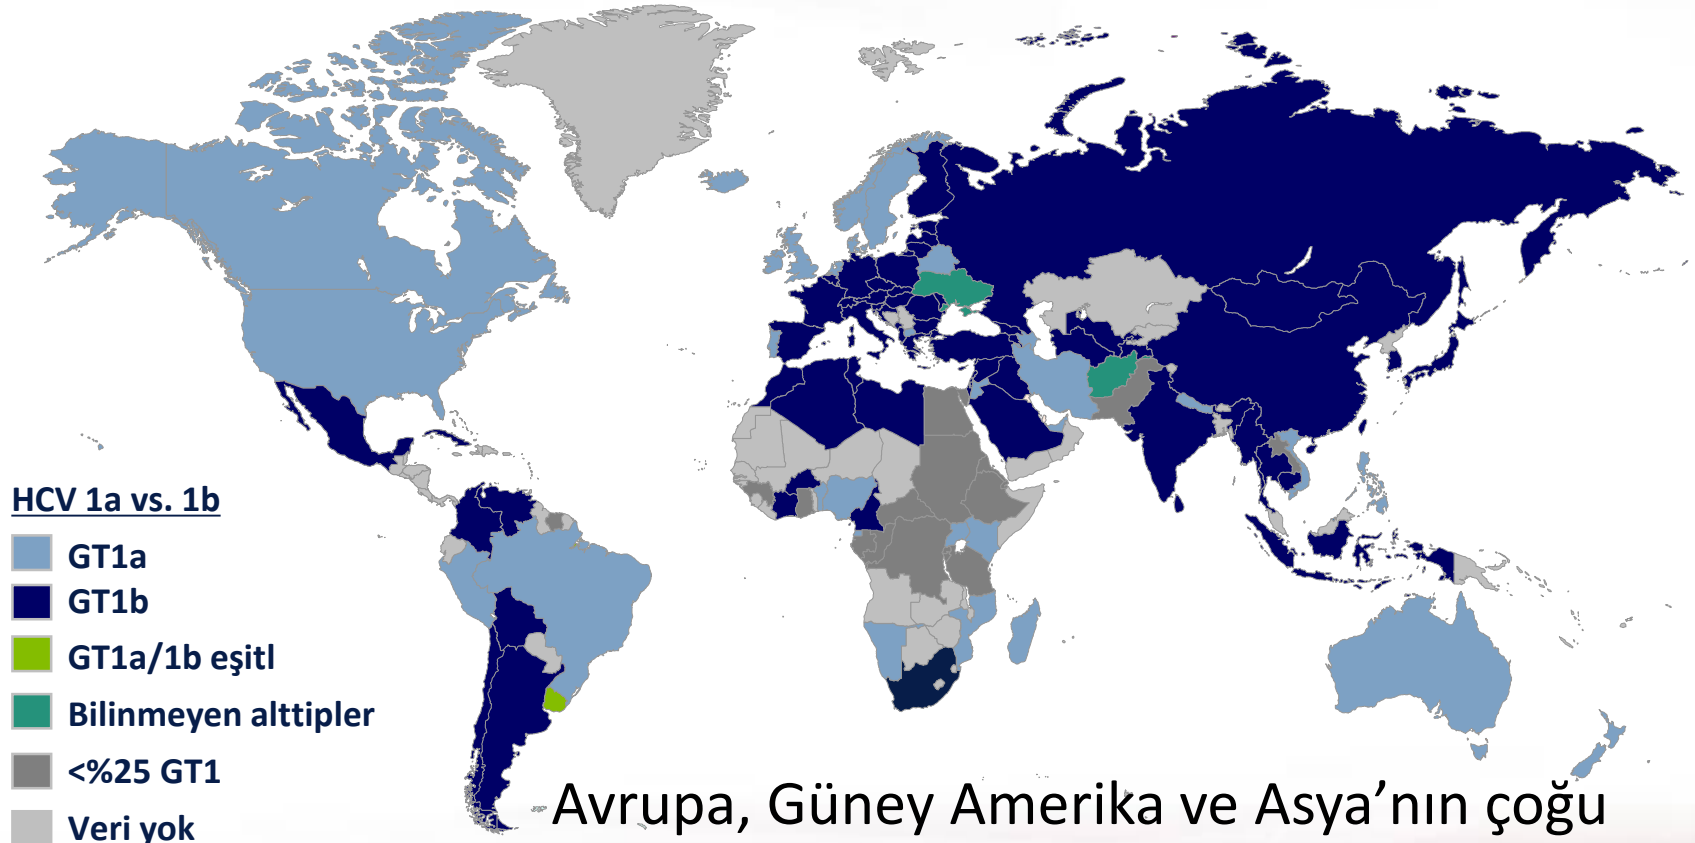 HCV 1a vs. 1b
GT1a
GT1b
GT1a/1b eşitl
Bilinmeyen alttipler
<%25 GT1
Veri yok
Avrupa, Güney Amerika ve Asya’nın çoğu